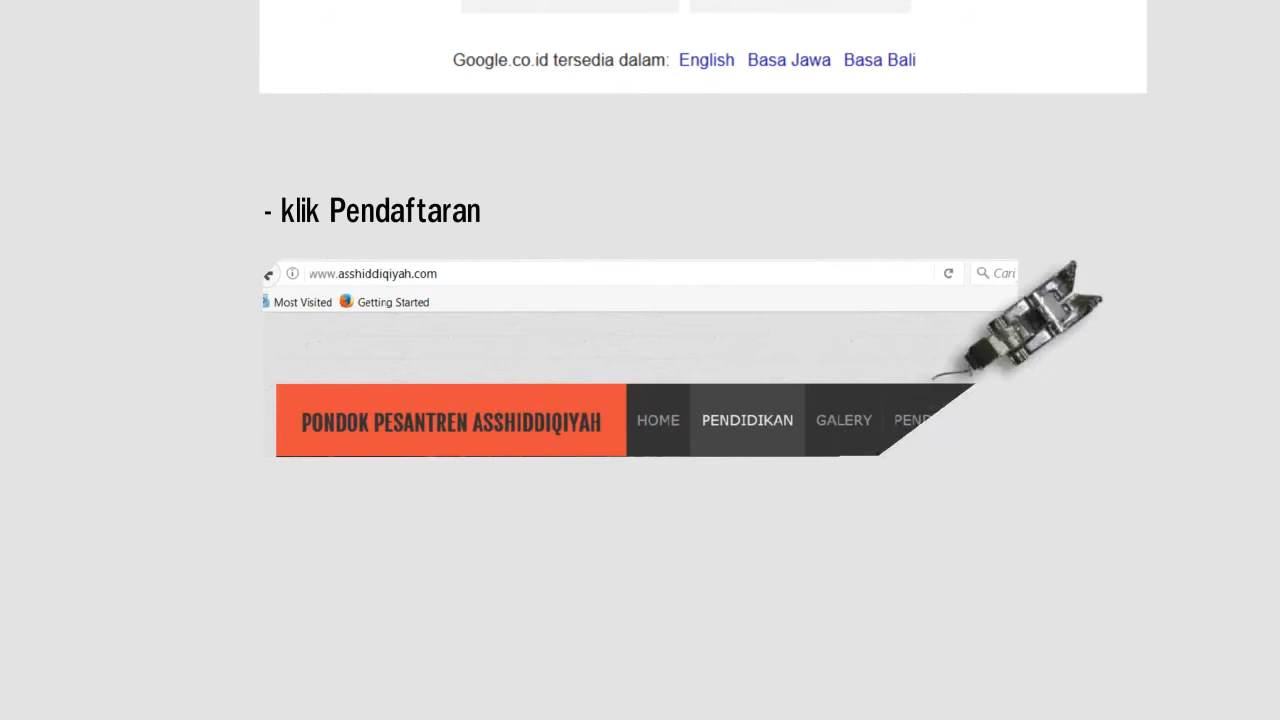 Google.co.id tersedia dalam: English Basa Jawa Basa Bali
- klik Pendaftaran
www.asshiddiqiyah.com
Cari
Most Visited Getting Started
PONDOK PESANTREN ASSHIDDIQIYAH HOME PENDIDIKAN GALERY